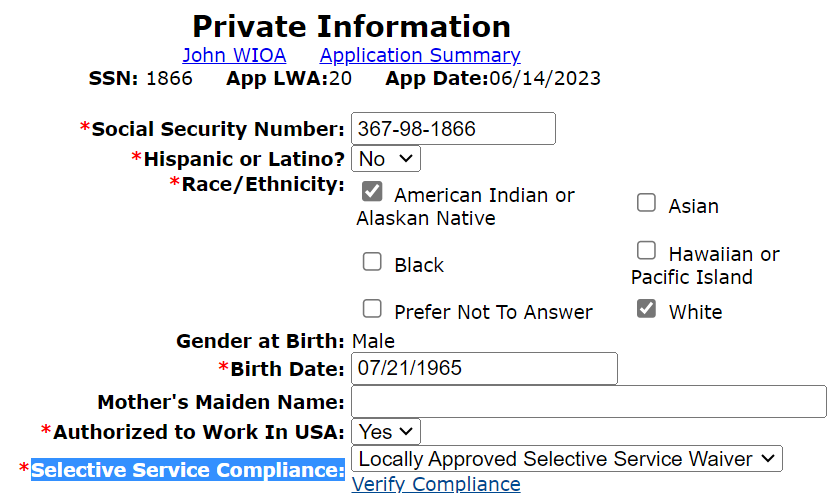 Private Information
John WIOA Application Summary
SSN: 1866 App LWA:20 App Date:06/14/2023
*Social Security Number: 367-98-1866
*Hispanic or Latino? No
*Race/Ethnicity:
American Indian or Alaskan Native
Asian
Black
Hawaiian or Pacific Island
Prefer Not To Answer
White
Gender at Birth: Male
*Birth Date: 07/21/1965
Mother's Maiden Name:
*Authorized to Work In USA: Yes
*Selective Service Compliance: Locally Approved Selective Service Waiver
Verify Compliance